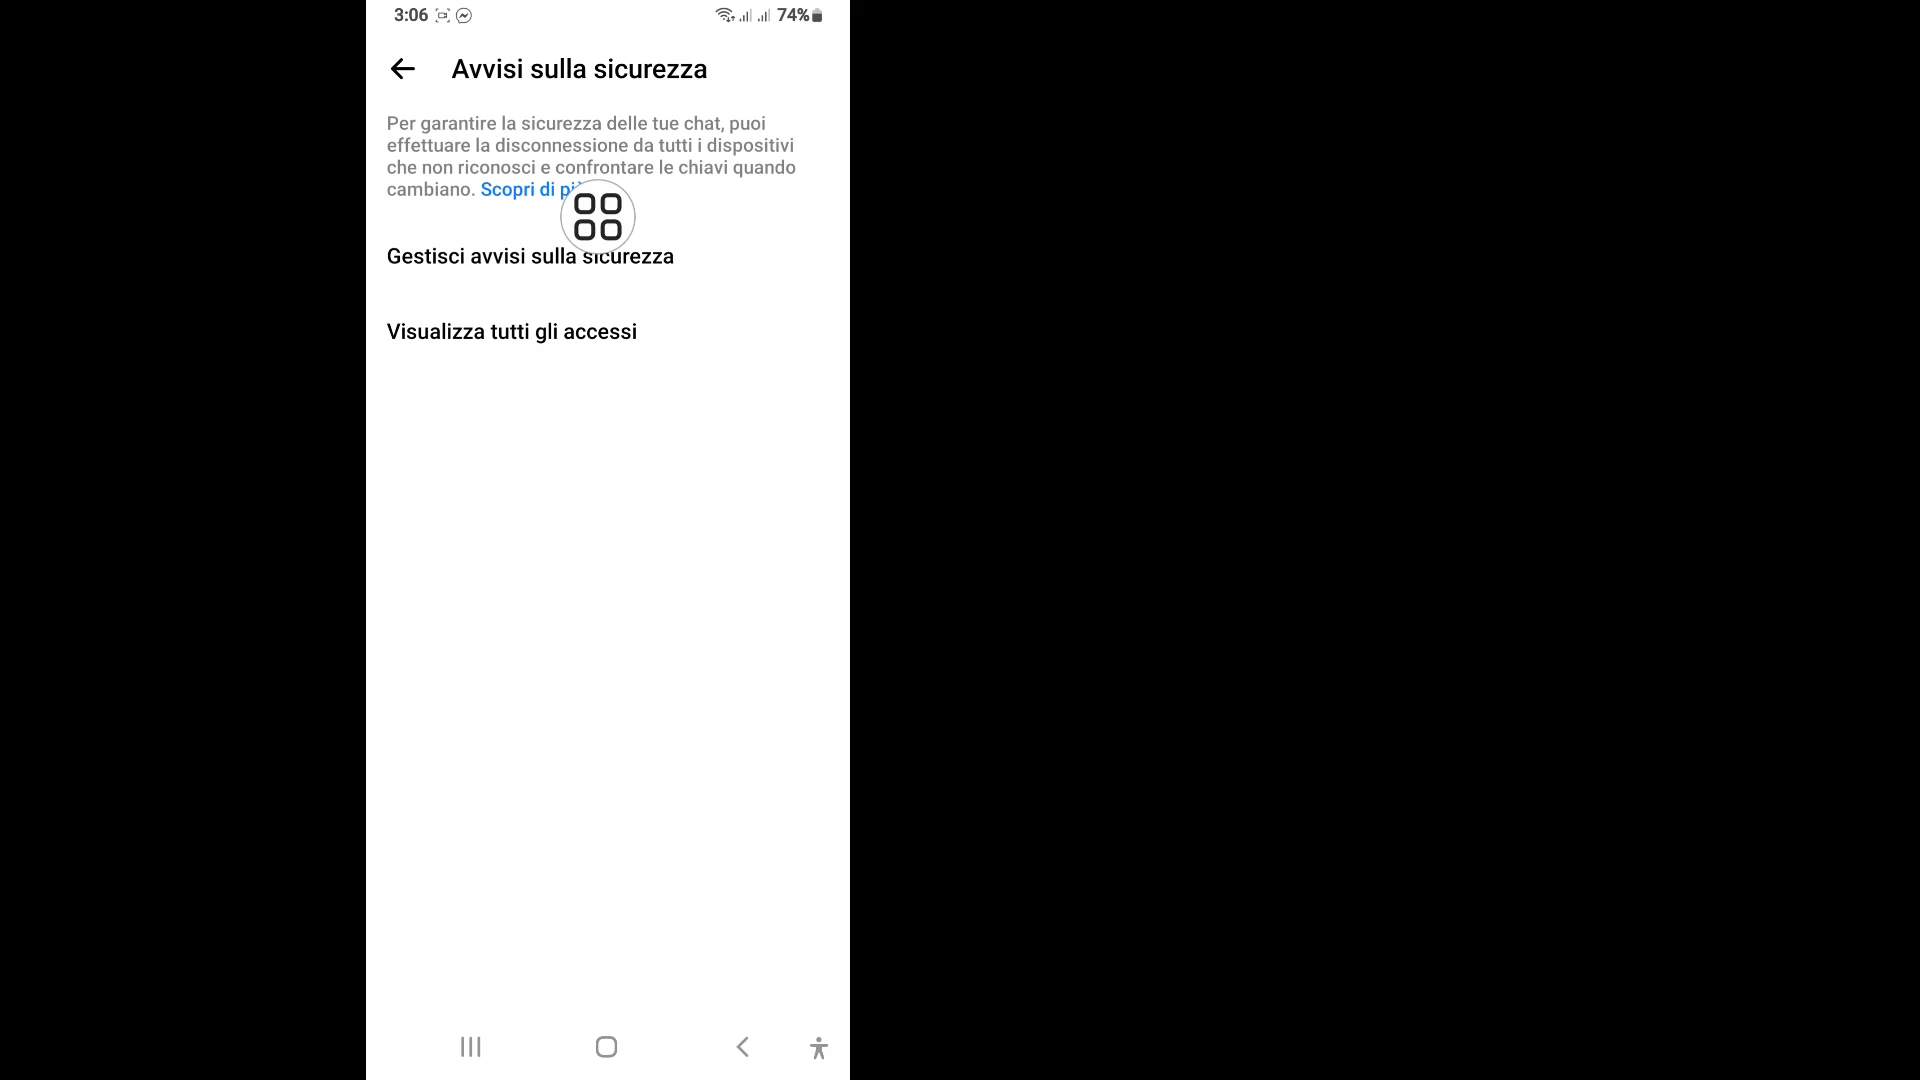 3:06
74%
Avvisi sulla sicurezza
Per garantire la sicurezza delle tue chat, puoi
effettuare la disconnessione da tutti i dispositivi
che non riconosci e confrontare le chiavi quando
cambiano. Scopri di più
Gestisci avvisi sulla sicurezza
Visualizza tutti gli accessi